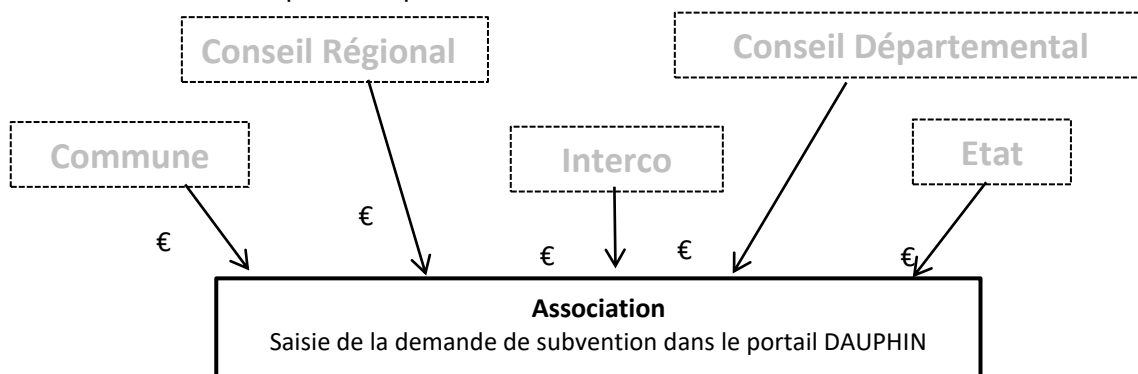 Conseil Régional
Conseil Départemental
Commune
Interco
Etat
€
€
€
€
€
Association
Saisie de la demande de subvention dans le portail DAUPHIN